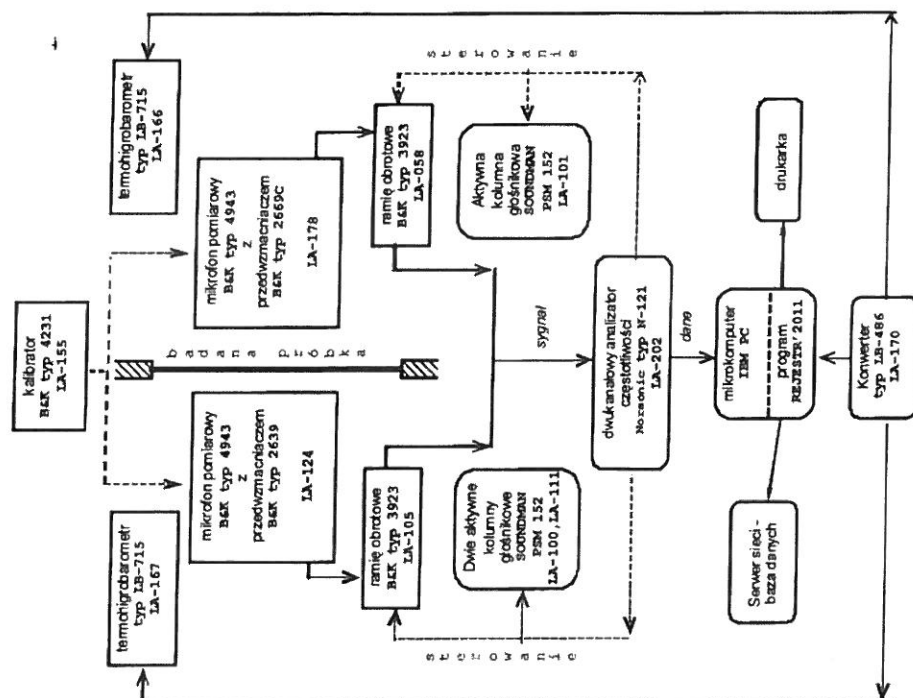 kalibrator
B&K typ 4231
LA-155
termohigrobarometr
typ LB-715
LA-167
termohigrobarometr
typ LB-715
LA-166
mikrofon pomiarowy
B&K typ 4943
z
przedwzmacniaczem
B&K typ 2639
LA-124
badana próbka
mikrofon pomiarowy
B&K typ 4943
z
przedwzmacniaczem
B&K typ 2669C
LA-178
ramię obrotowe
B&K typ 3923
LA-105
ramię obrotowe
B&K typ 3923
LA-058
sterowanie
Dwie aktywne
kolumny
głośnikowe
SOUNDMAN
PSM 152
LA-100, LA-111
sygnał
Aktywna
kolumna
głośnikowa
SOUNDMAN
PSM 152
LA-101
sterowanie
dwukanałowy analizator
częstotliwości
Norsonic typ N-121
LA-202
dane
Serwer sieci-
baza danych
mikrokomputer
IBM PC
program
REJESTR'2011
drukarka
Konwerter
typ LB-486
LA-170